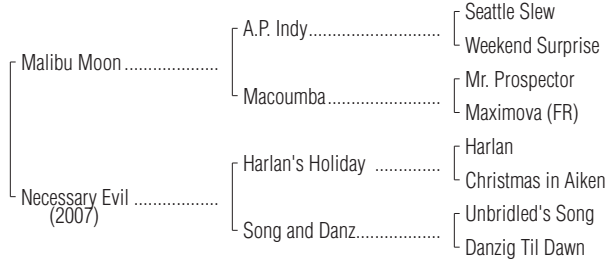 Seattle Slew
A.P. Indy
Weekend Surprise
Malibu Moon
Mr. Prospector
Macoumba
Maximova (FR)
Harlan
Harlan's Holiday
Christmas in Aiken
Necessary Evil
(2007)
Unbridled's Song
Song and Danz
Danzig Til Dawn